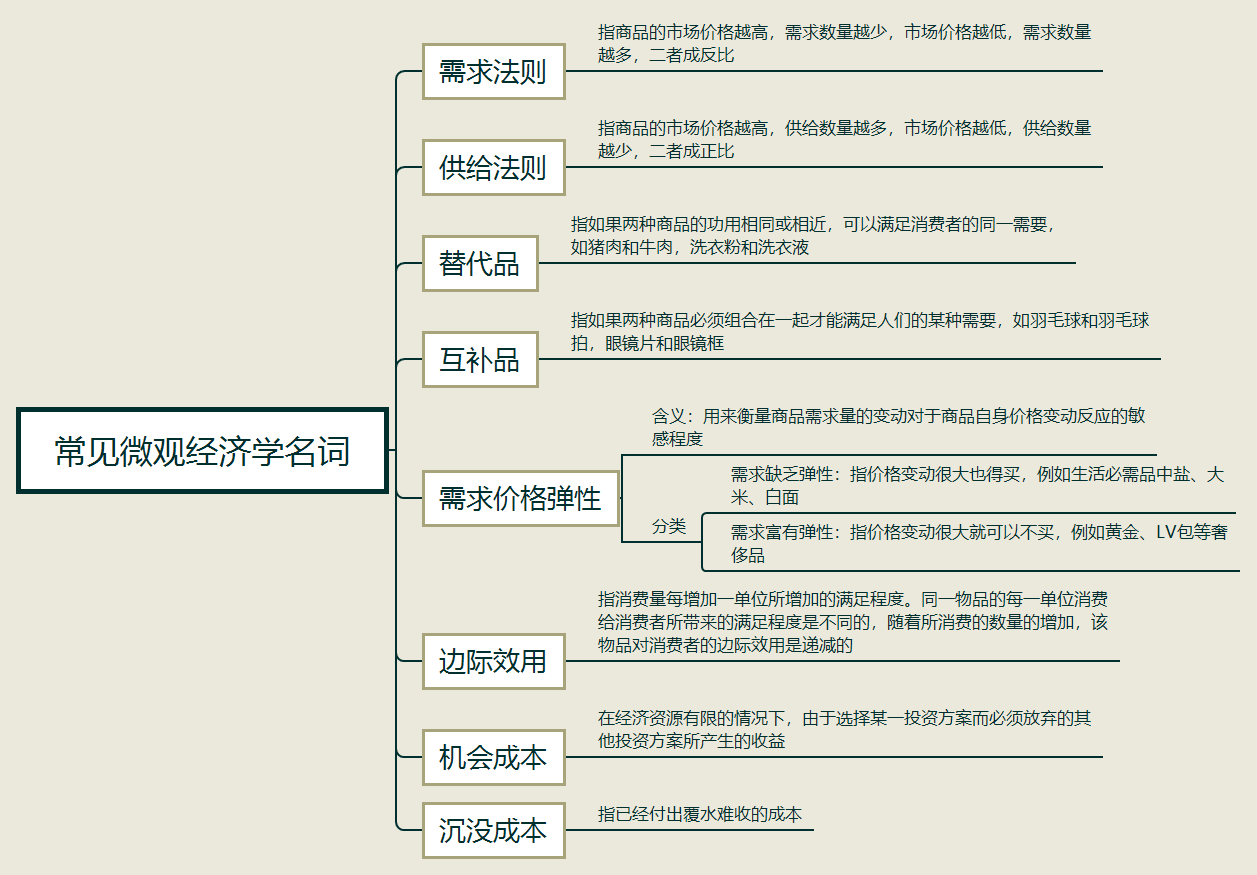 常见微观经济学名词
需求法则
指商品的市场价格越高，需求数量越少，市场价格越低，需求数量
越多，二者成反比
供给法则
指商品的市场价格越高，供给数量越多，市场价格越低，供给数量
越少，二者成正比
替代品
指如果两种商品的功用相同或相近，可以满足消费者的同一需要，
如猪肉和牛肉，洗衣粉和洗衣液
互补品
指如果两种商品必须组合在一起才能满足人们的某种需要，如羽毛球和羽毛球
拍，眼镜片和眼镜框
需求价格弹性
含义：用来衡量商品需求量的变动对于商品自身价格变动反应的敏
感程度
分类
需求缺乏弹性：指价格变动很大也得买，例如生活必需品中盐、大
米、白面
需求富有弹性：指价格变动很大就可以不买，例如黄金、LV包等奢
侈品
边际效用
指消费量每增加一单位所增加的满足程度。同一物品的每一单位消费
给消费者所带来的满足程度是不同的，随着所消费的数量的增加，该
物品对消费者的边际效用是递减的
机会成本
在经济资源有限的情况下，由于选择某一投资方案而必须放弃的其
他投资方案所产生的收益
沉没成本
指已经付出覆水难收的成本